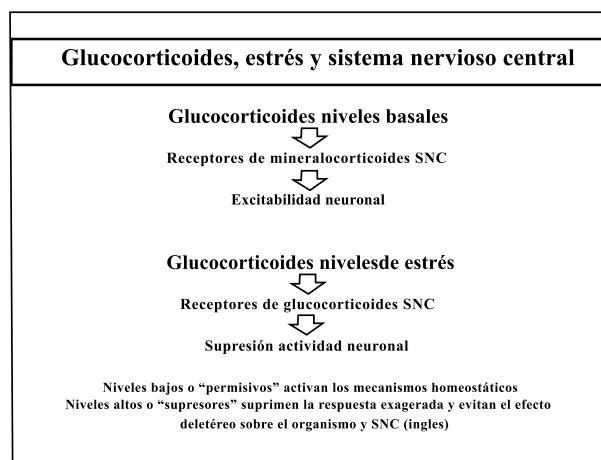 Glucocorticoides, estrés y sistema nervioso central
Glucocorticoides niveles basales
Receptores de mineralocorticoides SNC
Excitabilidad neuronal
Glucocorticoides nivelesde estrés
Receptores de glucocorticoides SNC
Supresión actividad neuronal
Niveles bajos o “permisivos” activan los mecanismos homeostáticos
Niveles altos o “supresores” suprimen la respuesta exagerada y evitan el efecto
deletéreo sobre el organismo y SNC (ingles)